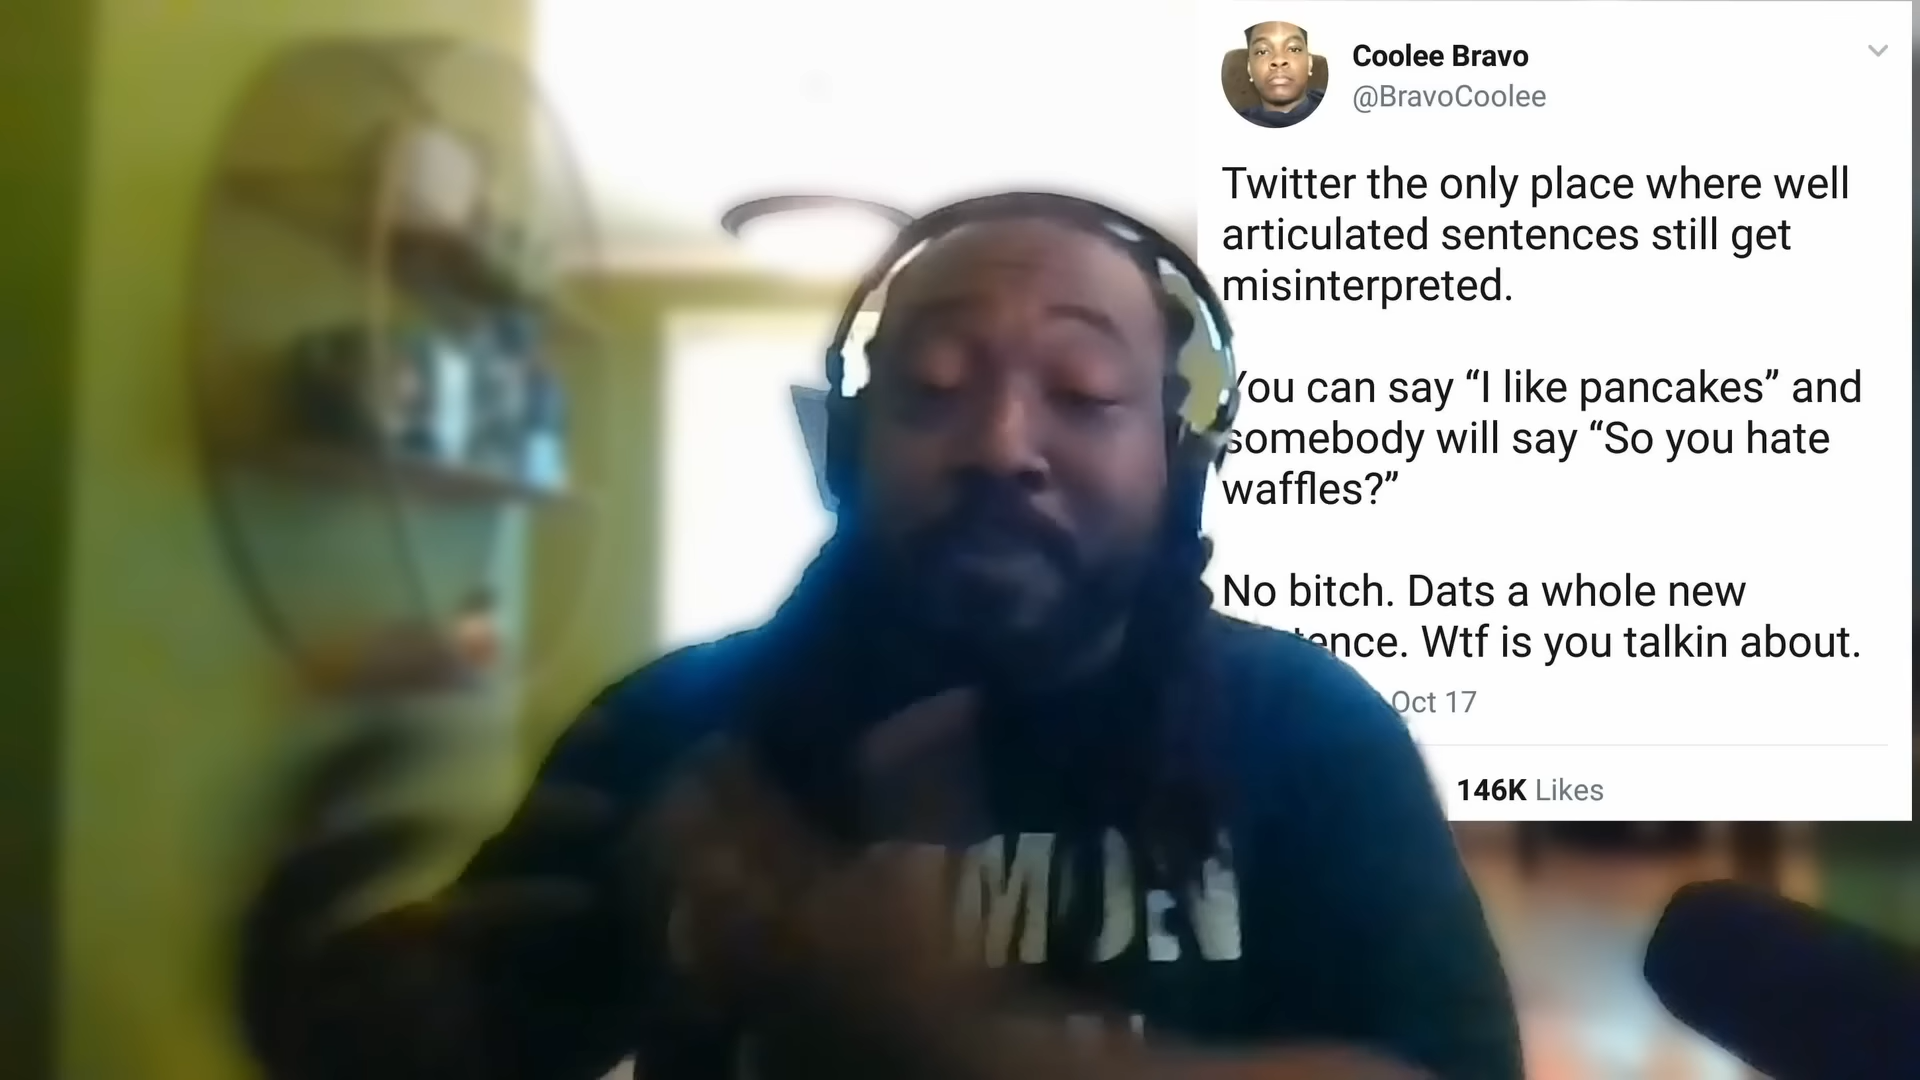 Coolee Bravo
@BravoCoolee
Twitter the only place where well
articulated sentences still get
misinterpreted.
You can say “I like pancakes” and
somebody will say “So you hate
waffles?”
No bitch. Dats a whole new
Wtf is you talkin about.
Oct 17
146K Likes